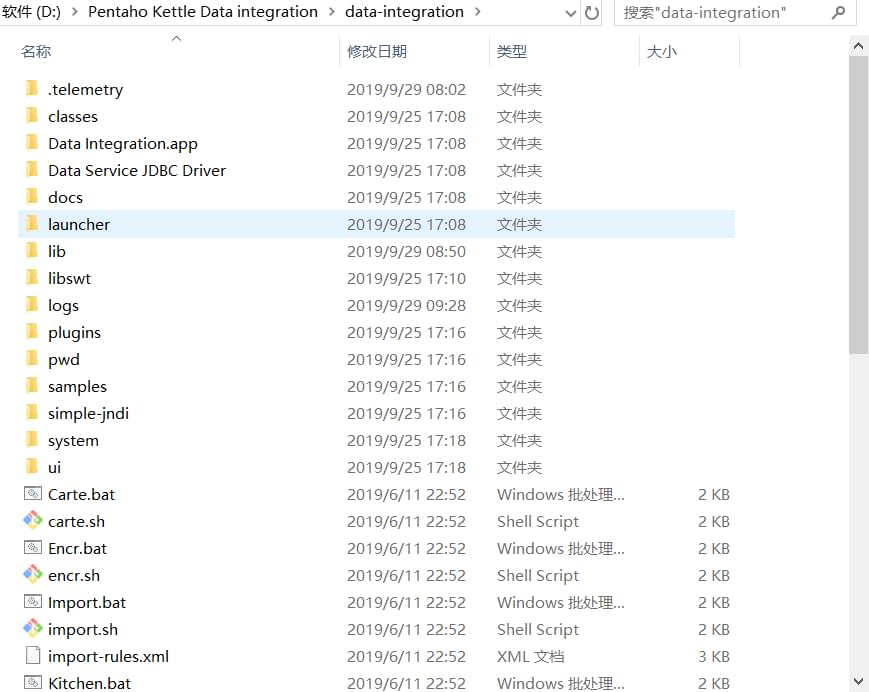 软件 (D:) > Pentaho Kettle Data integration > data-integration > 搜索"data-integration"
名称 修改日期 类型 大小
.telemetry 2019/9/29 08:02 文件夹
classes 2019/9/25 17:08 文件夹
Data Integration.app 2019/9/25 17:08 文件夹
Data Service JDBC Driver 2019/9/25 17:08 文件夹
docs 2019/9/25 17:08 文件夹
launcher 2019/9/25 17:08 文件夹
lib 2019/9/29 08:50 文件夹
libswt 2019/9/25 17:10 文件夹
logs 2019/9/29 09:28 文件夹
plugins 2019/9/25 17:16 文件夹
pwd 2019/9/25 17:16 文件夹
samples 2019/9/25 17:16 文件夹
simple-jndi 2019/9/25 17:16 文件夹
system 2019/9/25 17:18 文件夹
ui 2019/9/25 17:18 文件夹
Carte.bat 2019/6/11 22:52 Windows 批处理... 2 KB
carte.sh 2019/6/11 22:52 Shell Script 2 KB
Encr.bat 2019/6/11 22:52 Windows 批处理... 2 KB
encr.sh 2019/6/11 22:52 Shell Script 2 KB
Import.bat 2019/6/11 22:52 Windows 批处理... 2 KB
import.sh 2019/6/11 22:52 Shell Script 2 KB
import-rules.xml 2019/6/11 22:52 XML 文档 3 KB
Kitchen.bat 2019/6/11 22:52 Windows 批处理... 2 KB